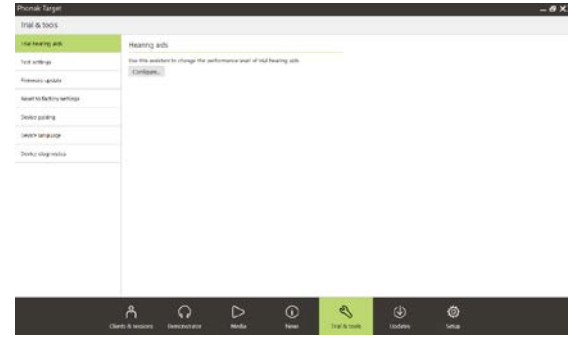 Phonak Target
Trial & tools
Trial hearing aids
Test settings
Firmware update
Reset to factory settings
Device pairing
Device language
Device diagnostics
Hearing aids
Use this assistant to change the performance level of trial hearing aids.
Configure...
Clients & sessions
Demonstrator
Media
News
Trial & tools
Updates
Setup